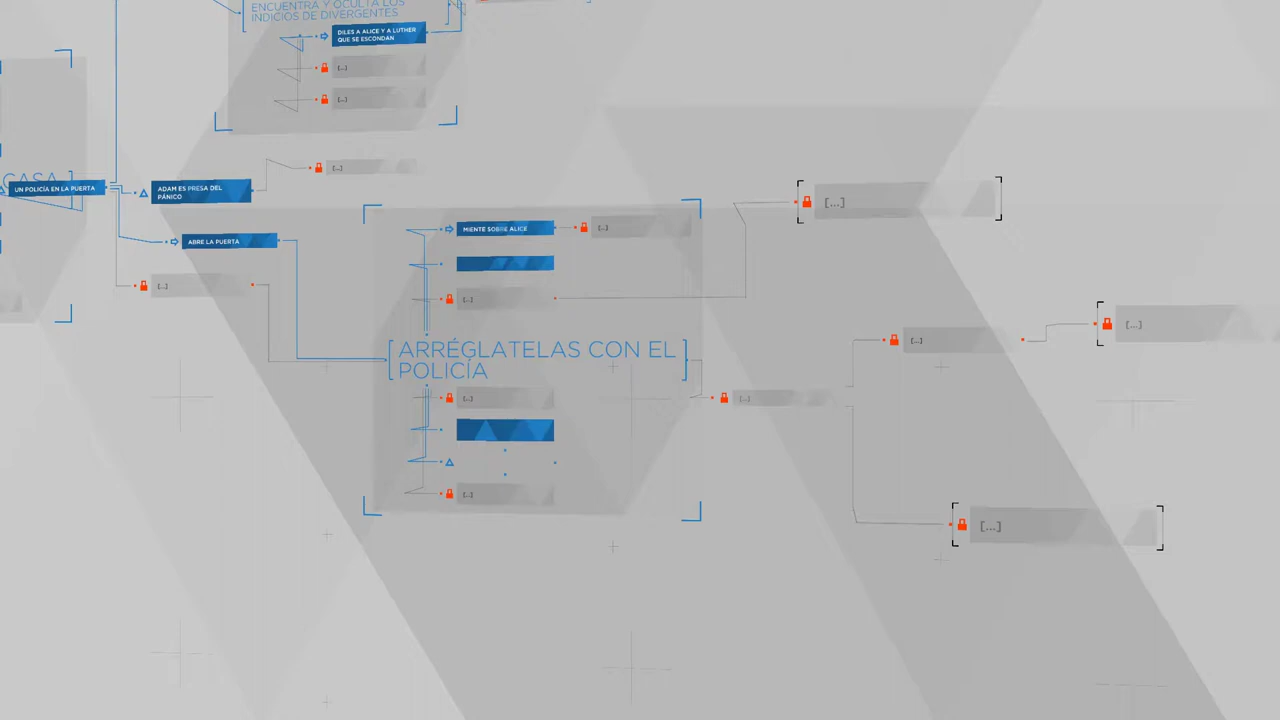 ENCUENTRA Y OCULTA LOS
INDICIOS DE DIVERGENTES
DILES A ALICE Y A LUTHER
QUE SE ESCONDAN
[...]
[...]
[...]
CASA
UN POLICÍA EN LA PUERTA
ADAM ES PRESA DEL
PÁNICO
[...]
MIENTE SOBRE ALICE
[...]
ABRE LA PUERTA
[...]
[...]
[...]
[...]
ARRÉGLATELAS CON EL
POLICÍA
[...]
[...]
[...]
[...]